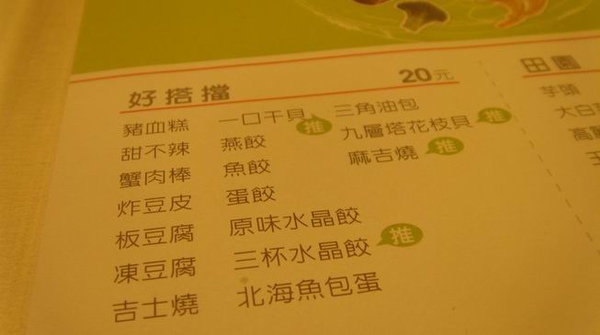 好搭擋 20元
豬血糕
甜不辣
蟹肉棒
炸豆皮
板豆腐
凍豆腐
吉士燒
一口干貝 推
燕餃
魚餃
蛋餃
原味水晶餃
三杯水晶餃 推
北海魚包蛋
三角油包
九層塔花枝貝 推
麻吉燒 推
田園
芋頭
大白